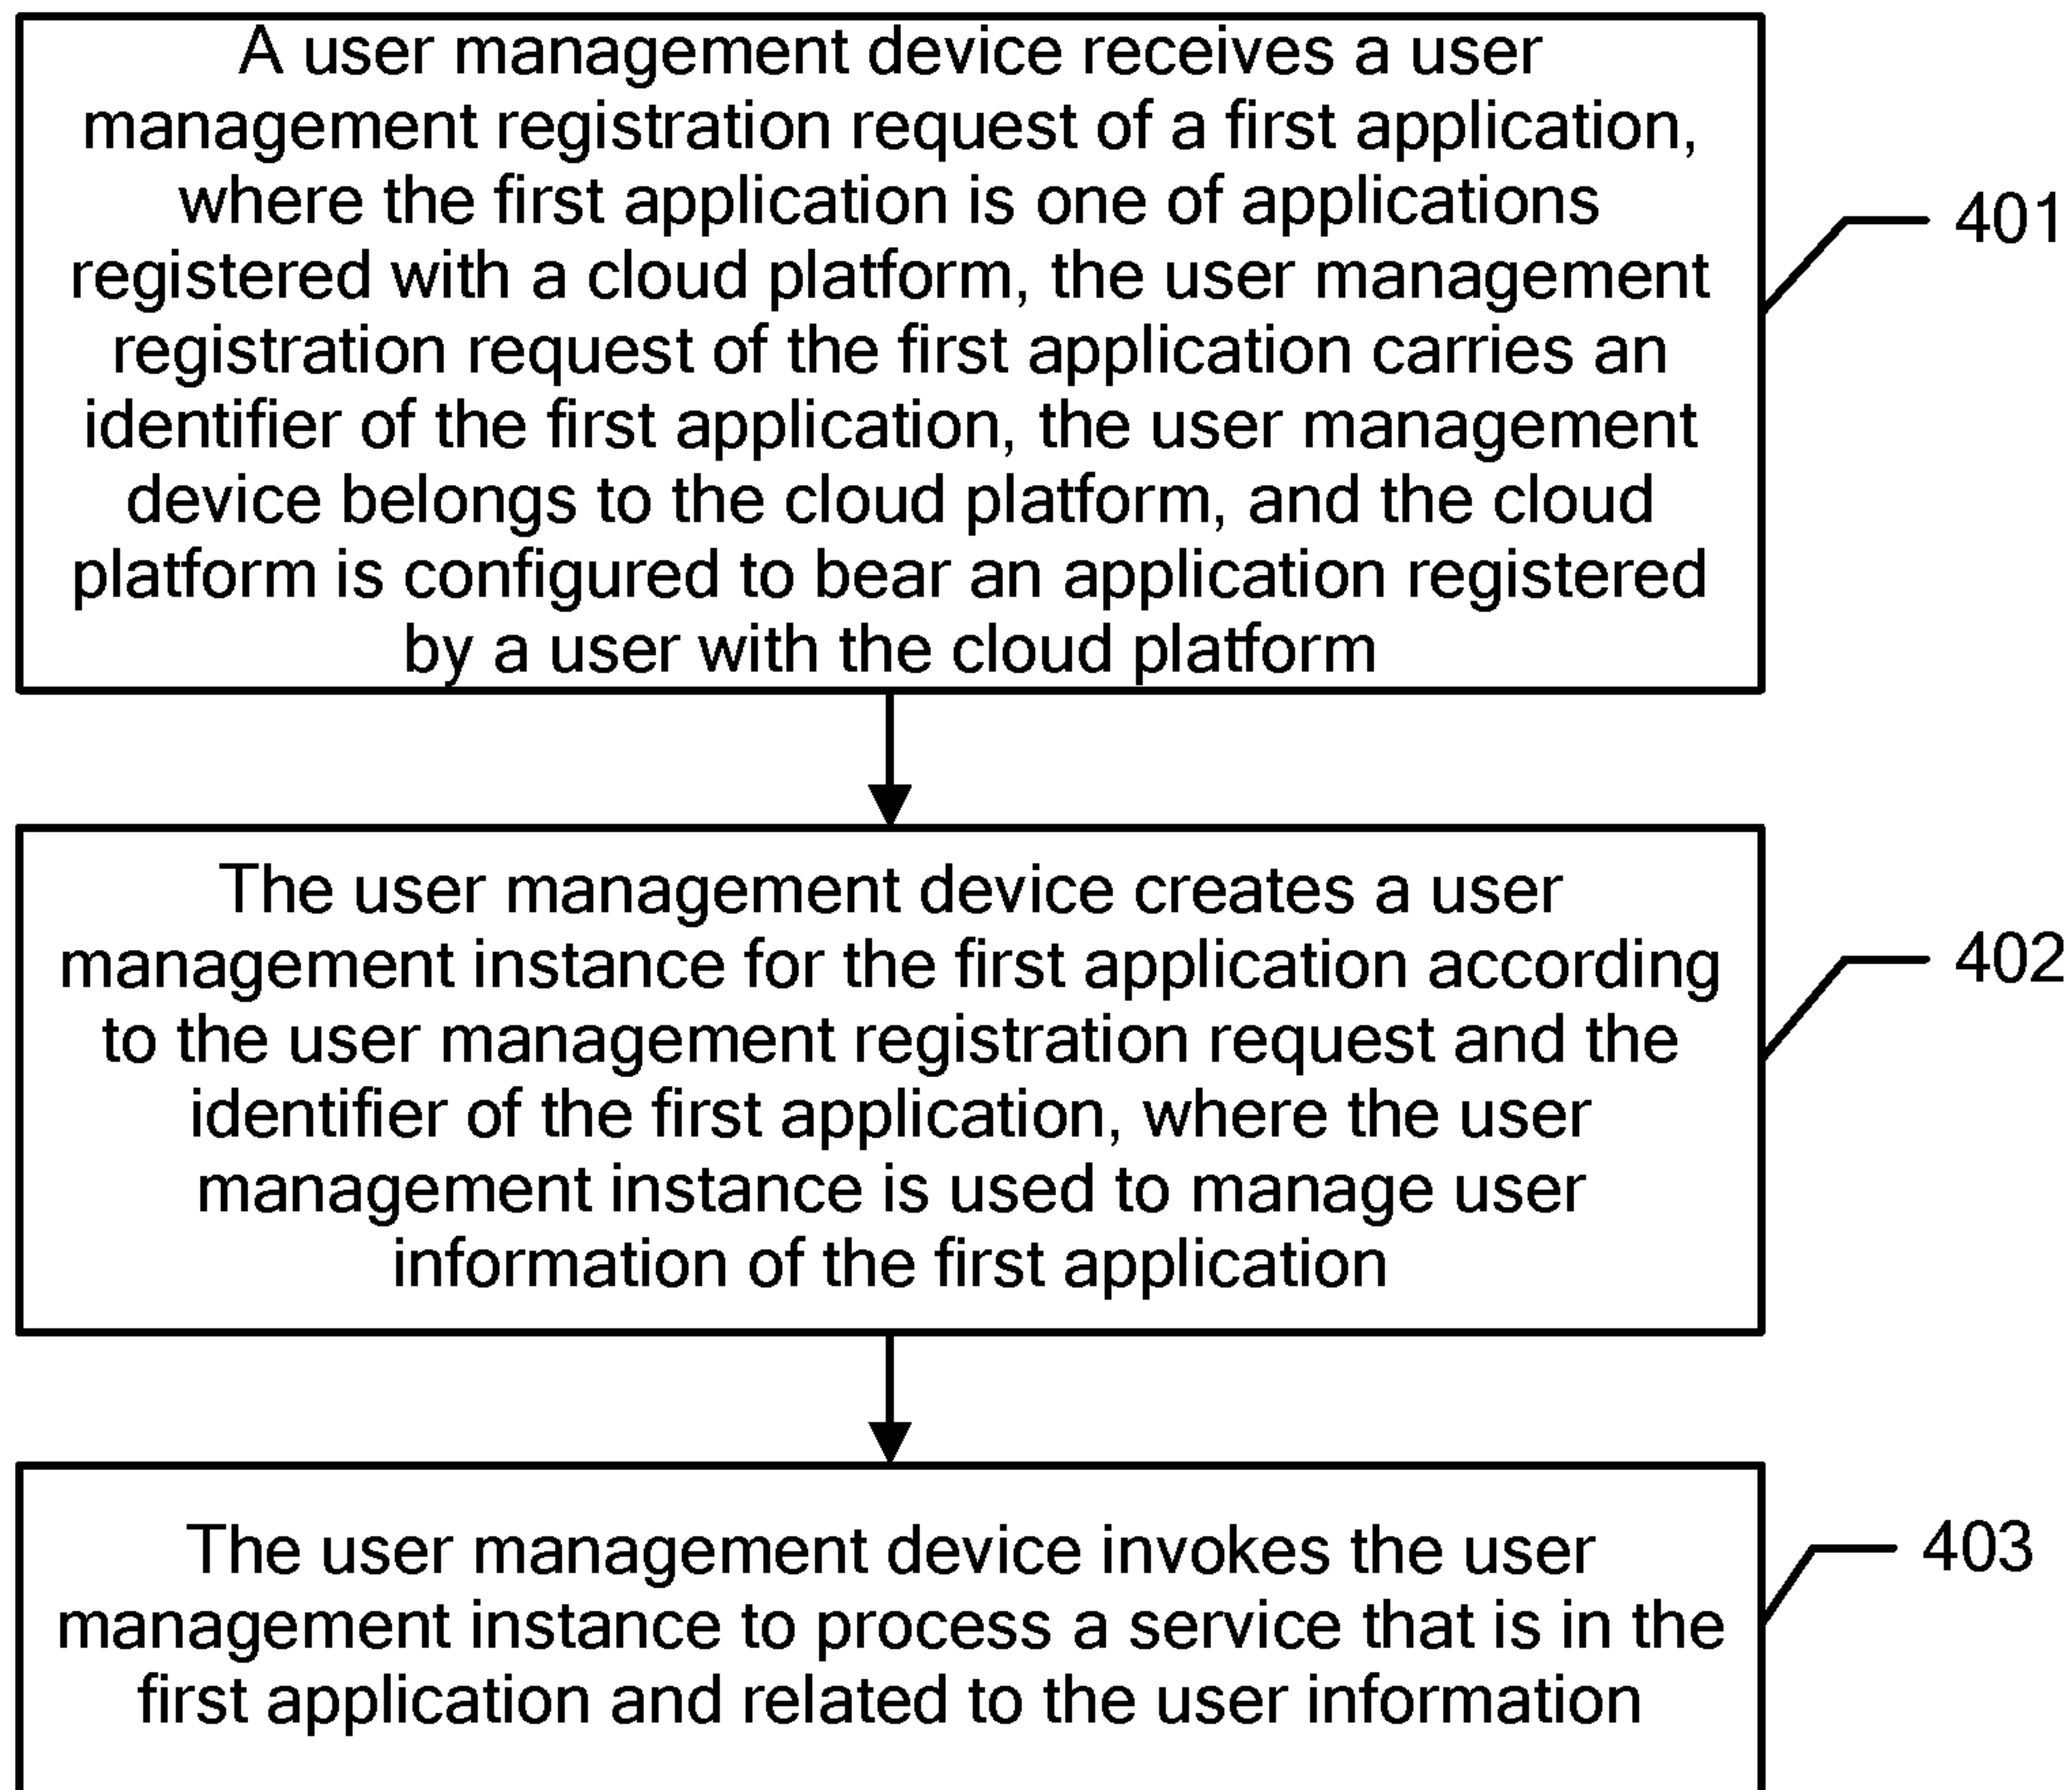 A user management device receives a user
management registration request of a first application,
where the first application is one of applications
registered with a cloud platform, the user management
registration request of the first application carries an
identifier of the first application, the user management
device belongs to the cloud platform, and the cloud
platform is configured to bear an application registered
by a user with the cloud platform
401
The user management device creates a user
management instance for the first application according
to the user management registration request and the
identifier of the first application, where the user
management instance is used to manage user
information of the first application
402
The user management device invokes the user
management instance to process a service that is in the
first application and related to the user information
403